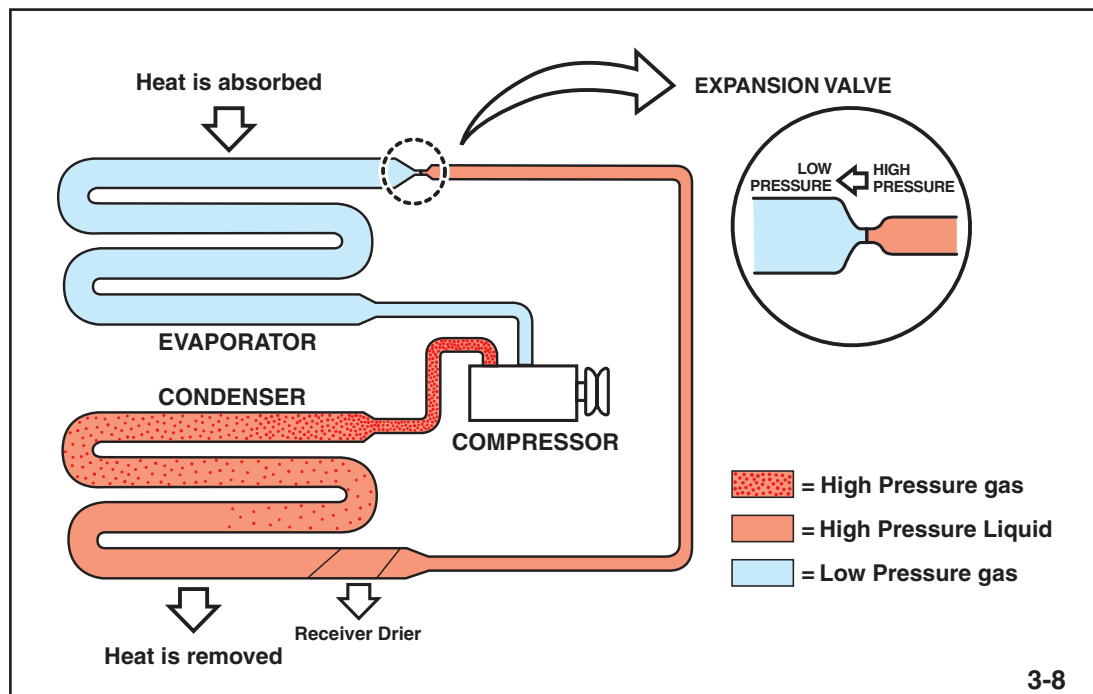 Heat is absorbed
EXPANSION VALVE
LOW
PRESSURE
HIGH
PRESSURE
EVAPORATOR
CONDENSER
COMPRESSOR
= High Pressure gas
= High Pressure Liquid
= Low Pressure gas
Receiver Drier
Heat is removed
3-8